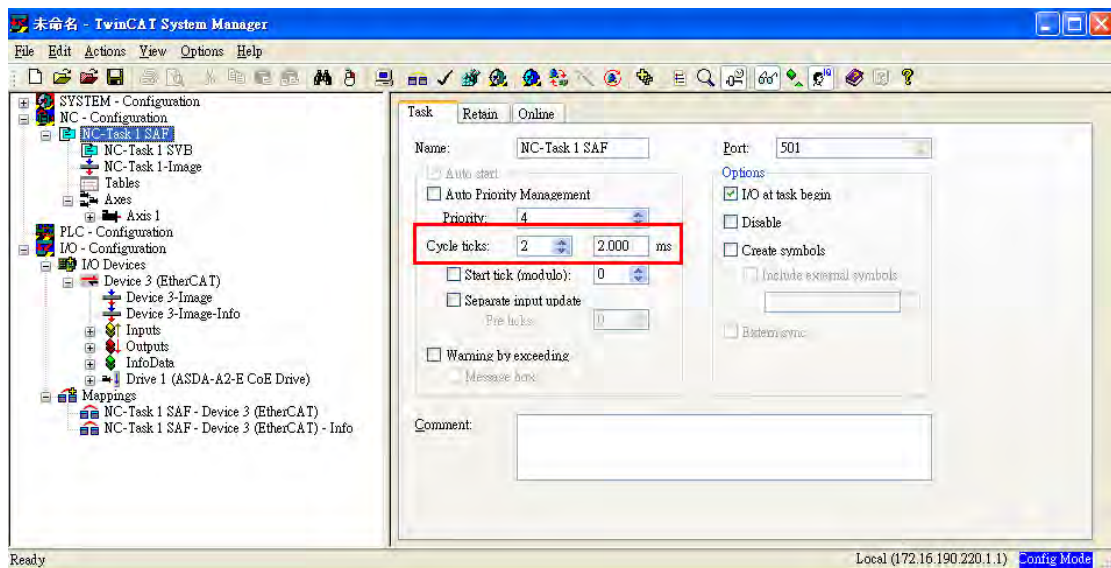 未命名 - TwinCAT System Manager
File Edit Actions View Options Help
SYSTEM - Configuration
NC - Configuration
NC-Task 1 SAF
NC-Task 1 SVB
NC-Task 1-Image
Tables
Axes
Axis 1
PLC - Configuration
I/O - Configuration
I/O Devices
Device 3 (EtherCAT)
Device 3-Image
Device 3-Image-Info
Inputs
Outputs
InfoData
Drive 1 (ASDA-A2-E CoE Drive)
Mappings
NC-Task 1 SAF - Device 3 (EtherCAT)
NC-Task 1 SAF - Device 3 (EtherCAT) - Info
Task Retain Online
Name: NC-Task 1 SAF
Auto start
Auto Priority Management
Priority: 4
Cycle ticks: 2 2.000 ms
Start tick (modulo): 0
Separate input update
Pre ticks: 0
Warning by exceeding
Message box
Port: 501
Options
I/O at task begin
Disable
Create symbols
Include external symbols
Extern sync
Comment:
Ready Local (172.16.190.220.1.1) Config Mode